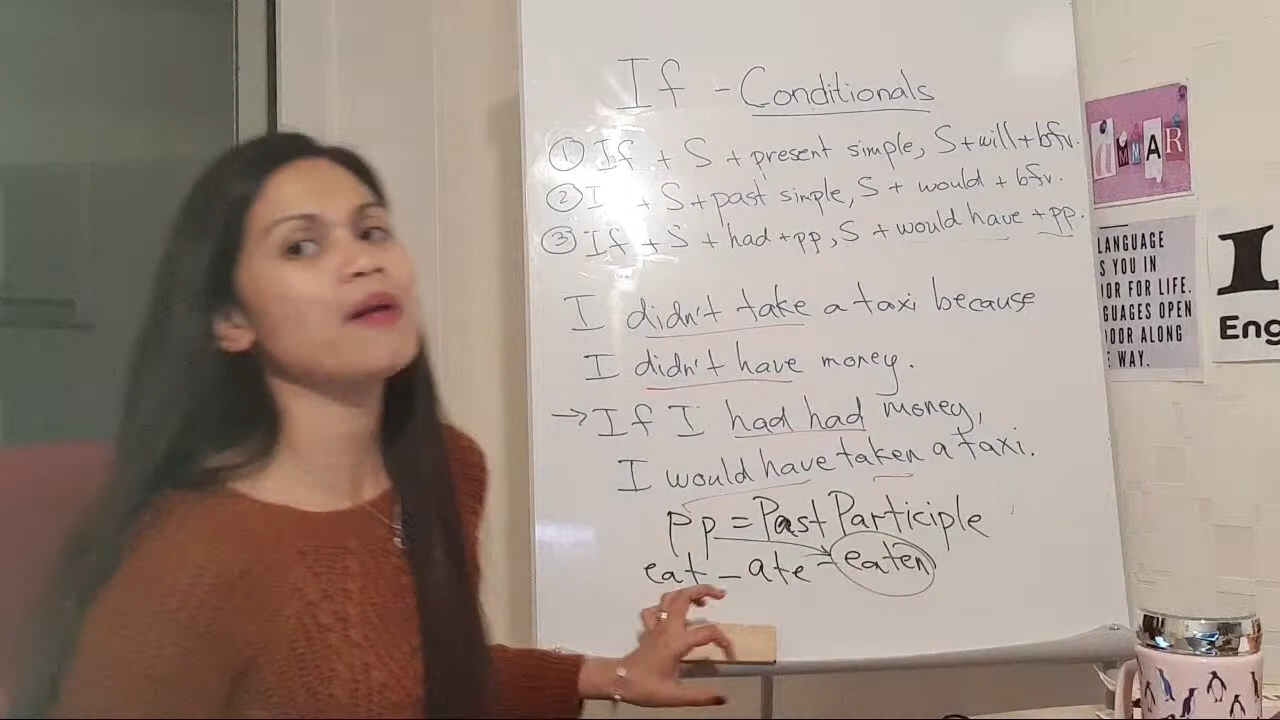 If - Conditionals
① If + S + present simple, S+will+bfv.
② I + S+past simple, S + would + bfv.
③ If + S + had +pp, S + would have +pp.
I didn't take a taxi because
I didn't have money.
→ If I had had money,
I would have taken a taxi.
pp = Past Participle
eat - ate - eaten
MMAR
LANGUAGE
S YOU IN
OR FOR LIFE.
GUAGES OPEN
OOR ALONG
E WAY.
I
Eng